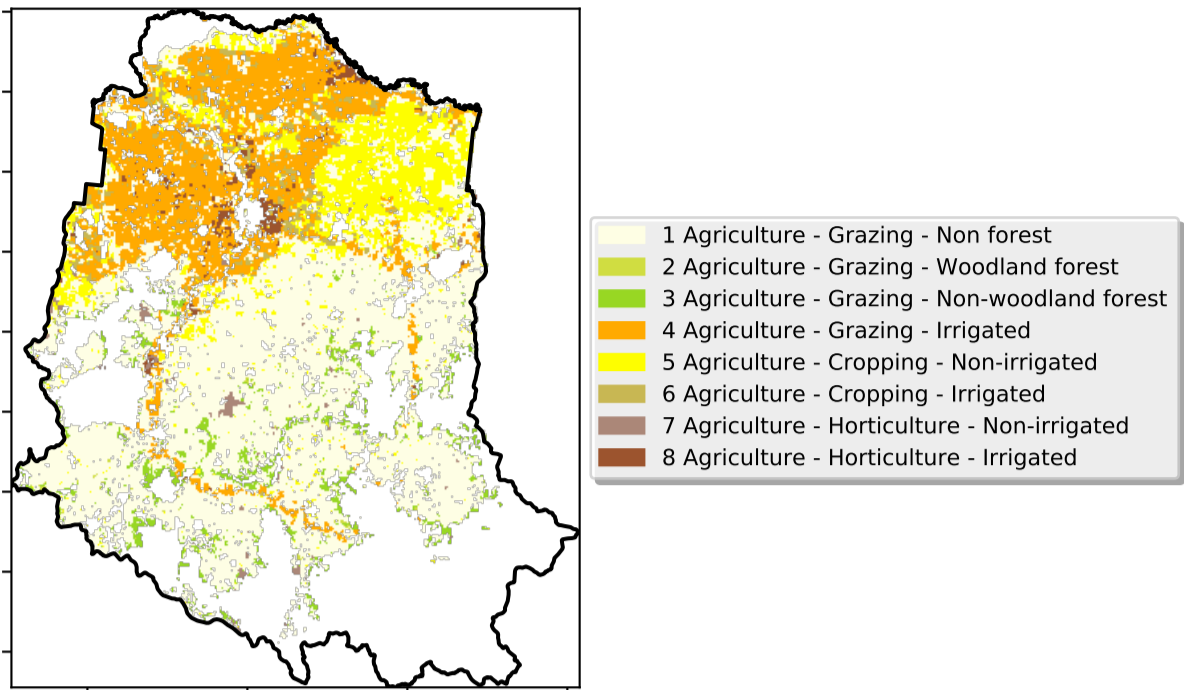 1 Agriculture - Grazing - Non forest
2 Agriculture - Grazing - Woodland forest
3 Agriculture - Grazing - Non-woodland forest
4 Agriculture - Grazing - Irrigated
5 Agriculture - Cropping - Non-irrigated
6 Agriculture - Cropping - Irrigated
7 Agriculture - Horticulture - Non-irrigated
8 Agriculture - Horticulture - Irrigated